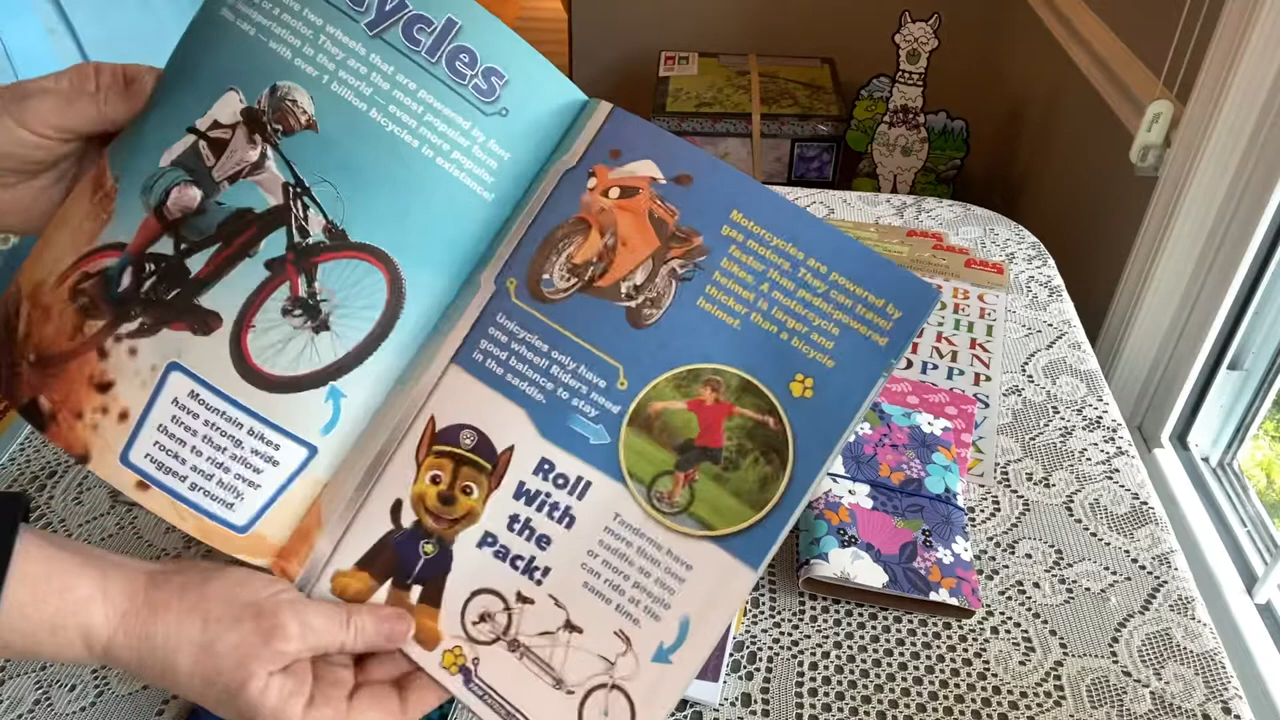 ycles
have two wheels that are powered by foot
or a motor. They are the most popular form
transportation in the world — even more popular
cars — with over 1 billion bicycles in existance!
Mountain bikes
have strong, wide
tires that allow
them to ride over
rocks and hilly,
rugged ground.
Motorcycles are powered by
gas motors. They can travel
faster than pedal-powered
bikes. A motorcycle
helmet is larger and
thicker than a bicycle
helmet.
Unicycles only have
one wheel! Riders need
good balance to stay
in the saddle.
Roll
With
the
Pack!
Tandems have
more than one
saddle so two
or more people
can ride at the
same time.
stickers
autocollants
B C E
E I
G H K
K M N
O P P P